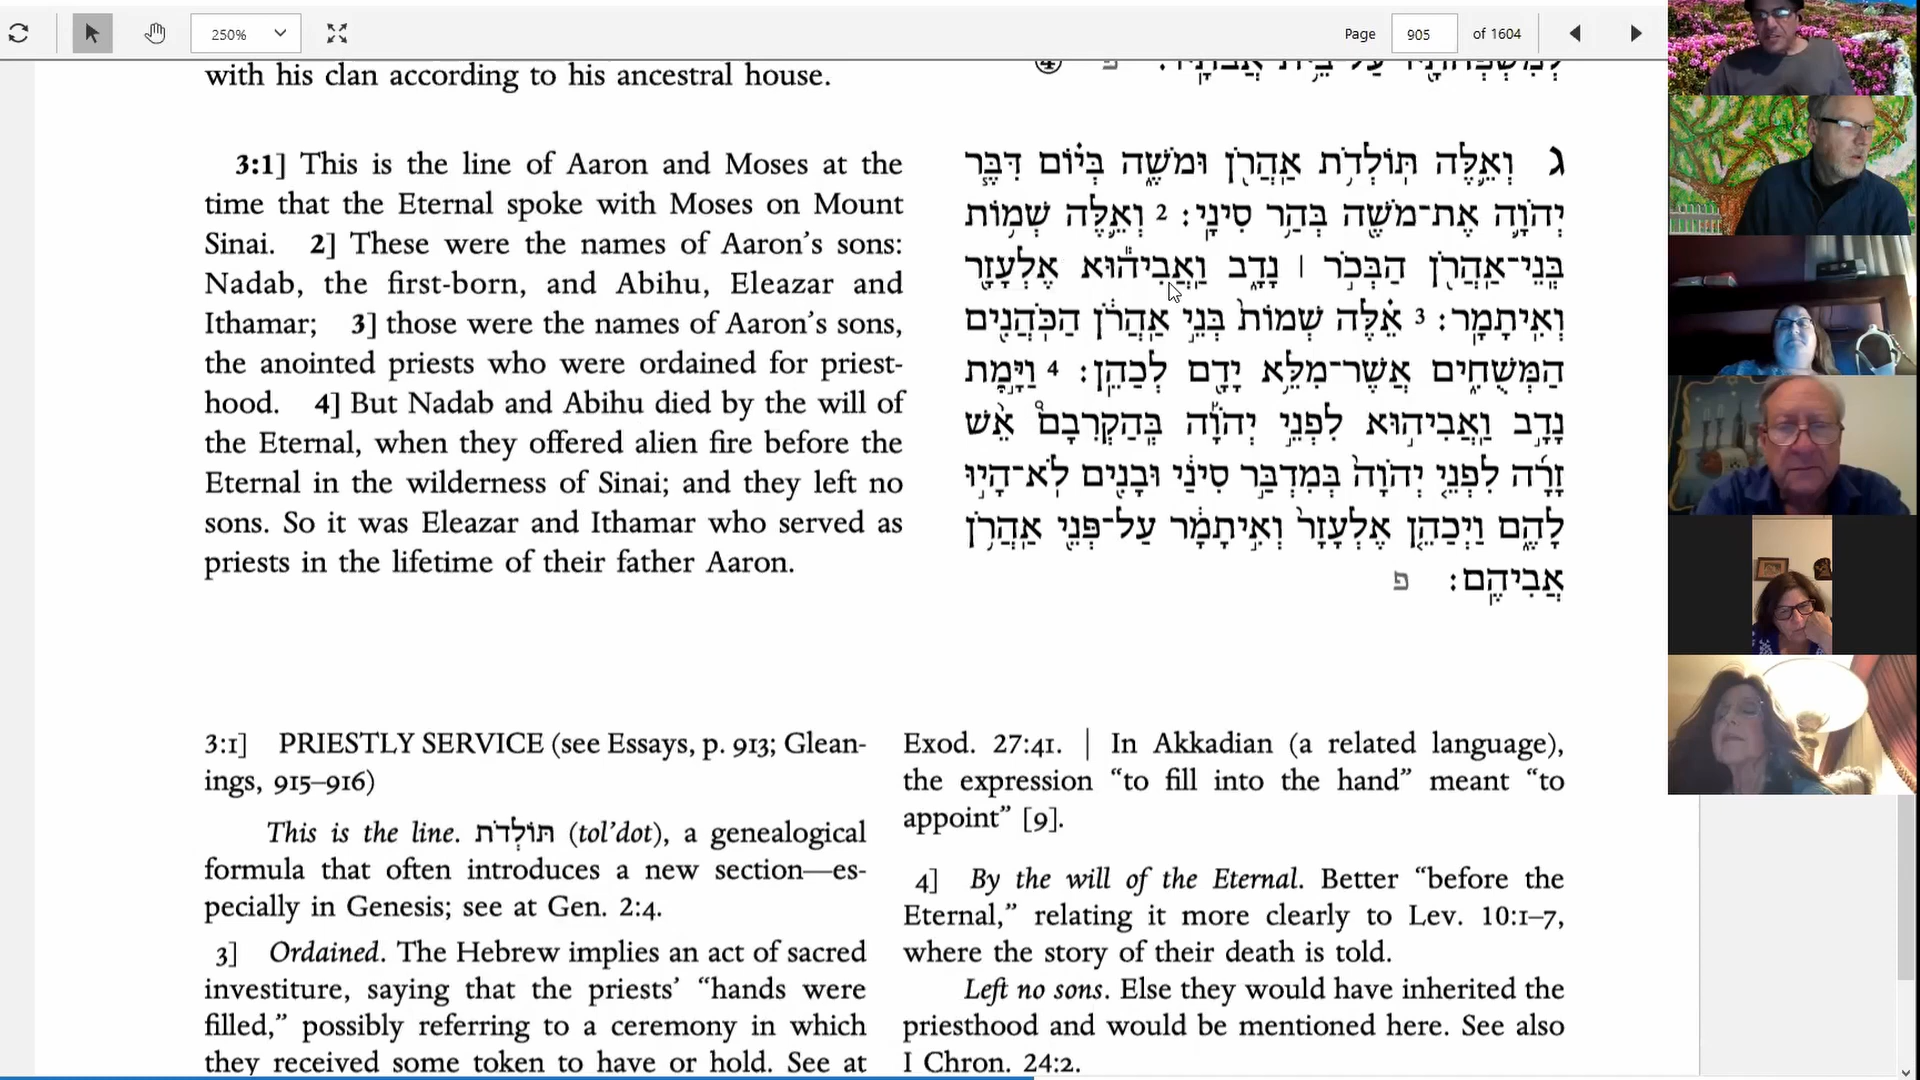 250%
Page 905 of 1604
with his clan according to his ancestral house.
3:1] This is the line of Aaron and Moses at the
time that the Eternal spoke with Moses on Mount
Sinai. 2] These were the names of Aaron’s sons:
Nadab, the first-born, and Abihu, Eleazar and
Ithamar; 3] those were the names of Aaron’s sons,
the anointed priests who were ordained for priest-
hood. 4] But Nadab and Abihu died by the will of
the Eternal, when they offered alien fire before the
Eternal in the wilderness of Sinai; and they left no
sons. So it was Eleazar and Ithamar who served as
priests in the lifetime of their father Aaron.
④ פ לְמִשְׁפְּחֹתָ֖יו עַל־בֵּ֥ית אֲבֹתָֽיו׃
ג וְאֵ֛לֶּה תּוֹלְדֹ֥ת אַהֲרֹ֖ן וּמֹשֶׁ֑ה בְּי֗וֹם דִּבֶּ֧ר
יְהֹוָ֛ה אֶת־מֹשֶׁ֖ה בְּהַ֥ר סִינָֽי׃ 2 וְאֵ֛לֶּה שְׁמ֥וֹת
בְּֽנֵי־אַהֲרֹ֖ן הַבְּכֹ֣ר ׀ נָדָ֑ב וַאֲבִיה֕וּא אֶלְעָזָ֖ר
וְאִֽיתָמָֽר׃ 3 אֵ֗לֶּה שְׁמוֹת֙ בְּנֵ֣י אַהֲרֹ֔ן הַכֹּהֲנִ֖ים
הַמְּשֻׁחִ֑ים אֲשֶׁר־מִלֵּ֥א יָדָ֖ם לְכַהֵֽן׃ 4 וַיָּ֣מׇת
נָדָ֣ב וַאֲבִיה֣וּא לִפְנֵ֣י יְהֹוָ֡ה בְּֽהַקְרִבָם֩ אֵ֨שׁ
זָרָ֜ה לִפְנֵ֤י יְהֹוָה֙ בְּמִדְבַּ֣ר סִינַ֔י וּבָנִ֖ים לֹא־הָי֣וּ
לָהֶ֑ם וַיְכַהֵ֤ן אֶלְעָזָר֙ וְאִ֣יתָמָ֔ר עַל־פְּנֵ֖י אַהֲרֹ֥ן
אֲבִיהֶֽם׃ פ
3:1] PRIESTLY SERVICE (see Essays, p. 913; Glean-
ings, 915–916)
This is the line. תּוֹלְדֹת (tol’dot), a genealogical
formula that often introduces a new section—es-
pecially in Genesis; see at Gen. 2:4.
3] Ordained. The Hebrew implies an act of sacred
investiture, saying that the priests’ “hands were
filled,” possibly referring to a ceremony in which
they received some token to have or hold. See at
Exod. 27:41. | In Akkadian (a related language),
the expression “to fill into the hand” meant “to
appoint” [9].
4] By the will of the Eternal. Better “before the
Eternal,” relating it more clearly to Lev. 10:1–7,
where the story of their death is told.
Left no sons. Else they would have inherited the
priesthood and would be mentioned here. See also
I Chron. 24:2.